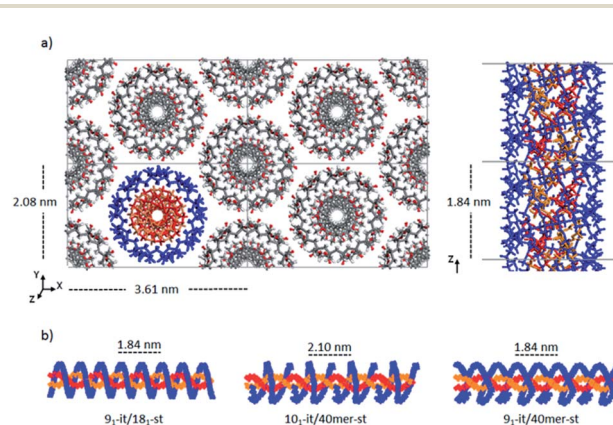 a)
2.08 nm
1.84 nm
Y
X
Z
3.61 nm
Z
b)
1.84 nm
2.10 nm
1.84 nm
9₁-it/18₁-st
10₁-it/40mer-st
9₁-it/40mer-st